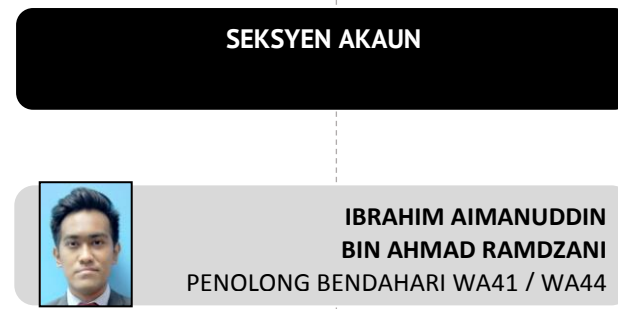 SEKSYEN AKAUN
IBRAHIM AIMANUDDIN
BIN AHMAD RAMDZANI
PENOLONG BENDAHARI WA41 / WA44